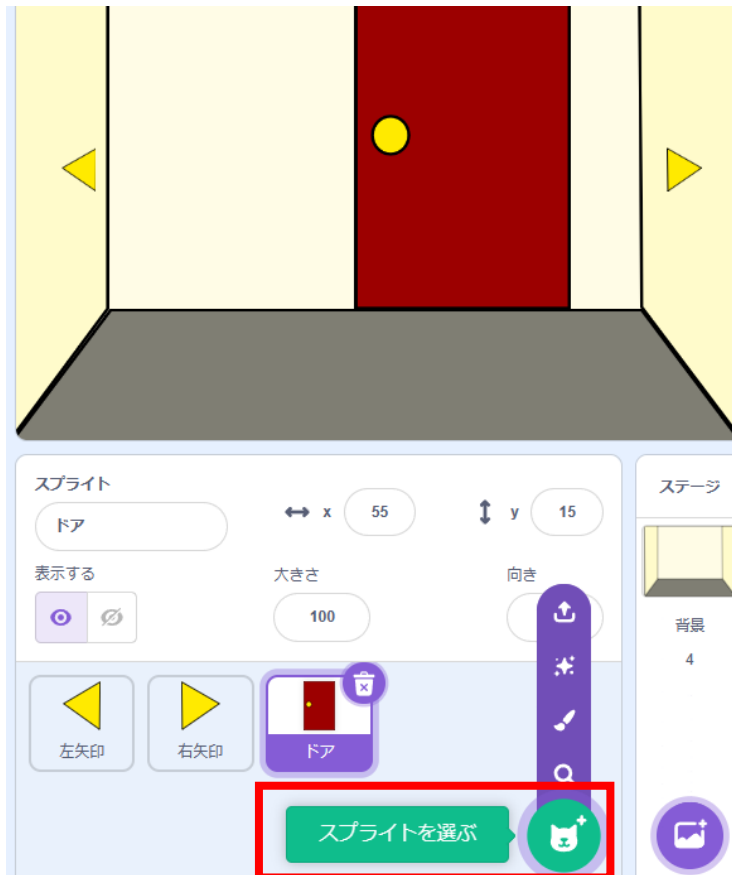 スプライト
ステージ
ドア
x 55
y 15
表示する
大きさ
向き
100
背景
4
左矢印
右矢印
ドア
スプライトを選ぶ